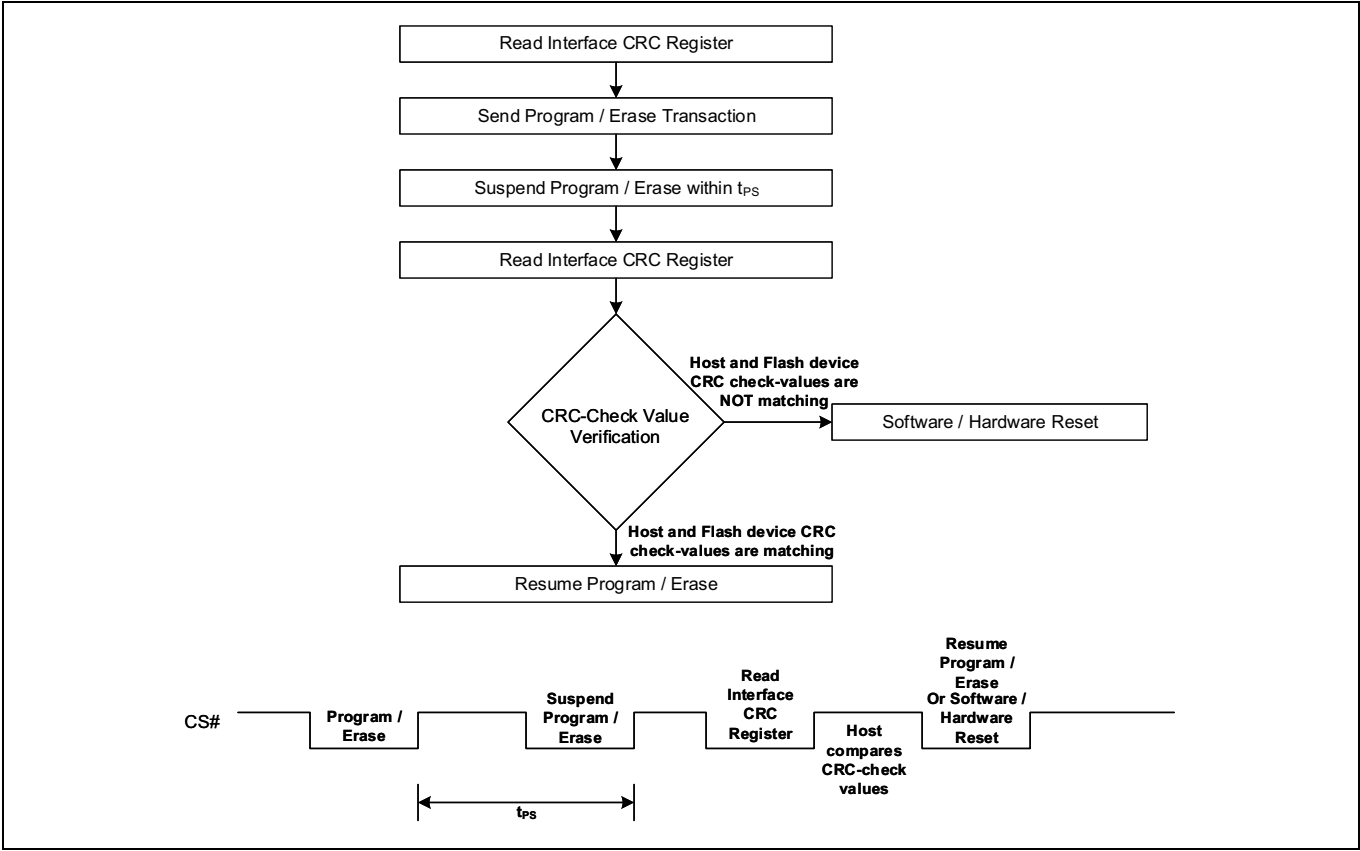 Read Interface CRC Register
Send Program / Erase Transaction
Suspend Program / Erase within tPS
Read Interface CRC Register
Host and Flash device
CRC check-values are
NOT matching
CRC-Check Value
Verification
Software / Hardware Reset
Host and Flash device CRC
check-values are matching
Resume Program / Erase
CS#
Program /
Erase
Suspend
Program /
Erase
Read
Interface
CRC
Register
Host
compares
CRC-check
values
Resume
Program /
Erase
Or Software /
Hardware
Reset
tPS